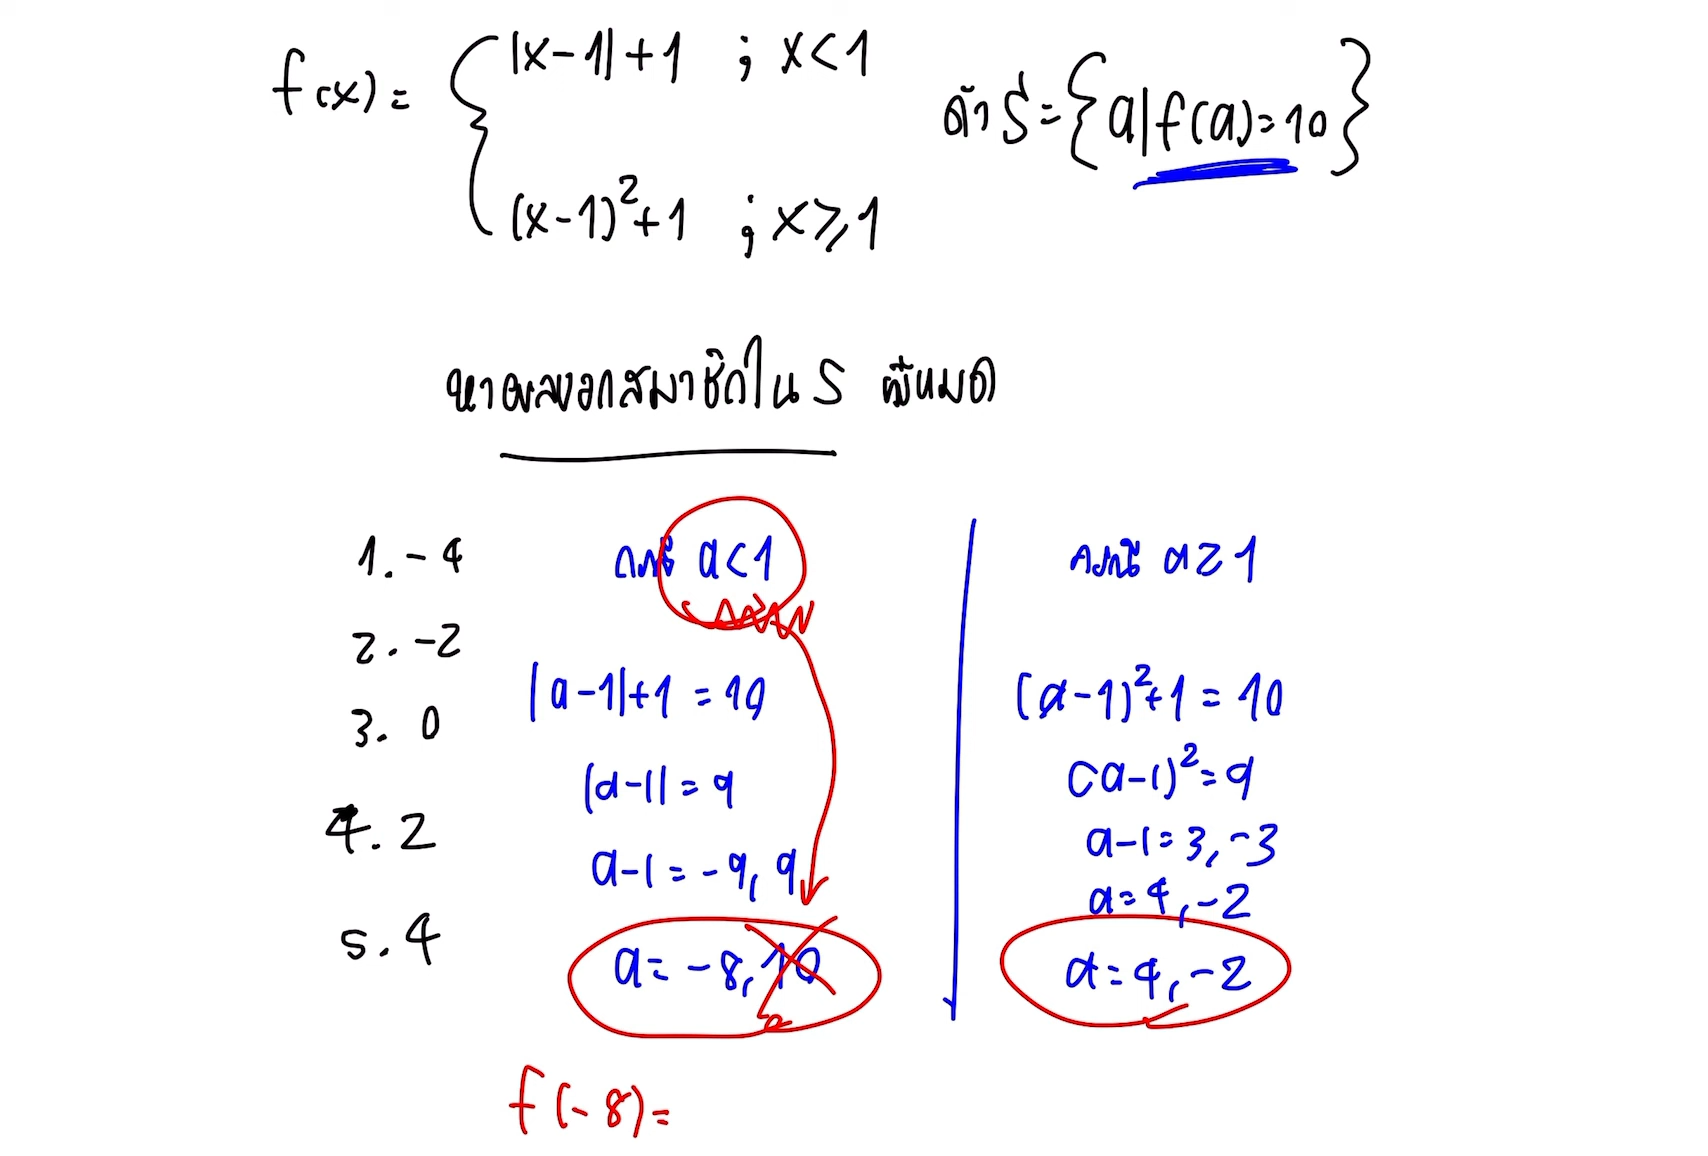 f(x) = { |x-1|+1 ; x<1
(x-1)²+1 ; x≥1
ถ้า S = {a|f(a)=10}
หาผลบวกสมาชิกใน S ทั้งหมด
1. -4
2. -2
3. 0
4. 2
5. 4
กรณี a<1
|a-1|+1 = 10
|a-1| = 9
a-1 = -9, 9
a = -8, 10
f(-8) =
กรณี a≥1
(a-1)²+1 = 10
(a-1)² = 9
a-1 = 3, -3
a = 4, -2
a = 4, -2